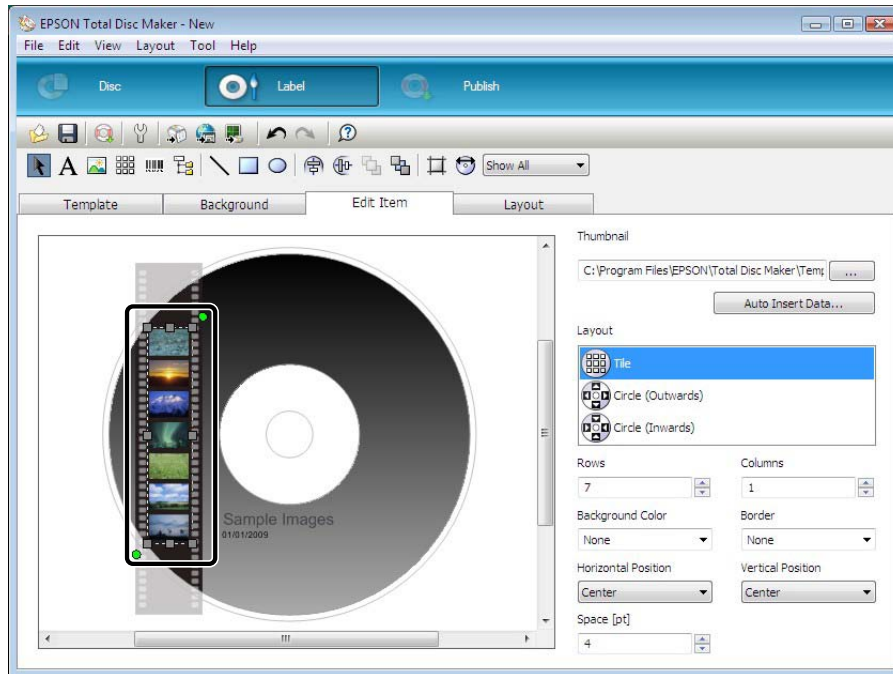 EPSON Total Disc Maker - New
File Edit View Layout Tool Help
Disc Label Publish
A Show All
Template Background Edit Item Layout
Thumbnail
C:\Program Files\EPSON\Total Disc Maker\Temp ...
Auto Insert Data...
Layout
Tile
Circle (Outwards)
Circle (Inwards)
Rows Columns
7 1
Background Color Border
None None
Horizontal Position Vertical Position
Center Center
Space [pt]
4
Sample Images
01/01/2009